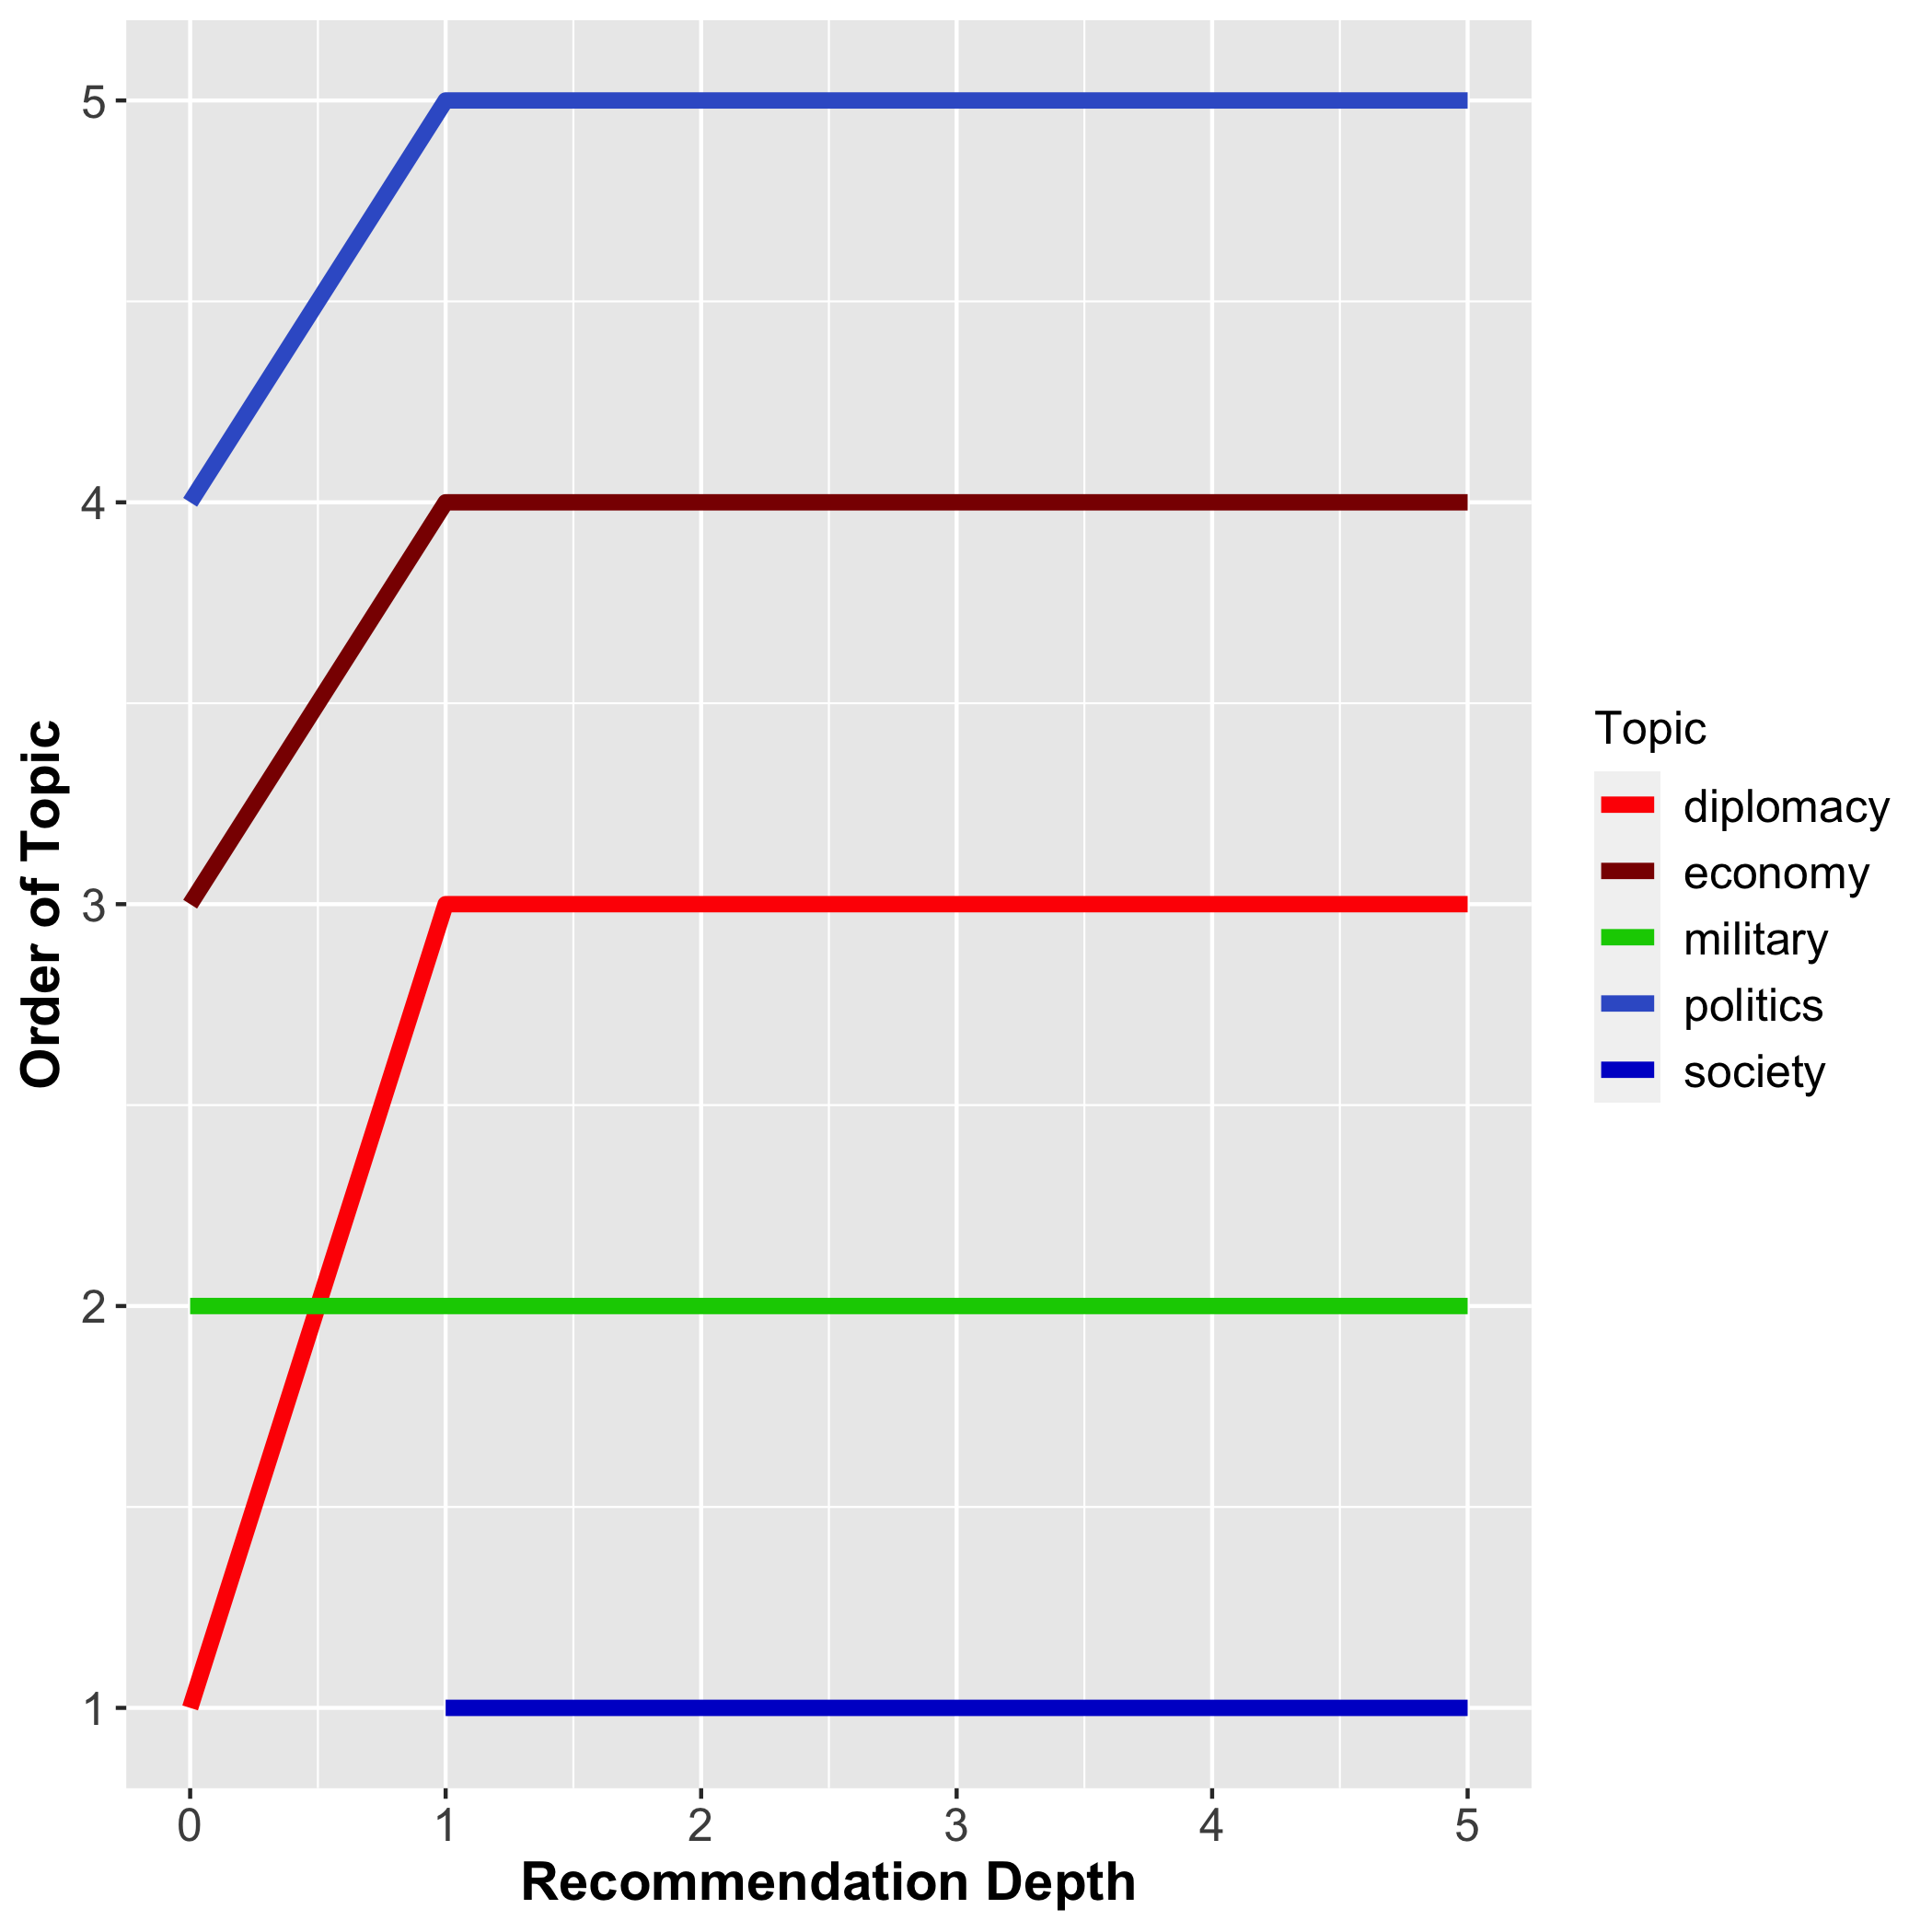 5
4
3
2
1
Order of Topic
0 1 2 3 4 5
Recommendation Depth
Topic
diplomacy
economy
military
politics
society